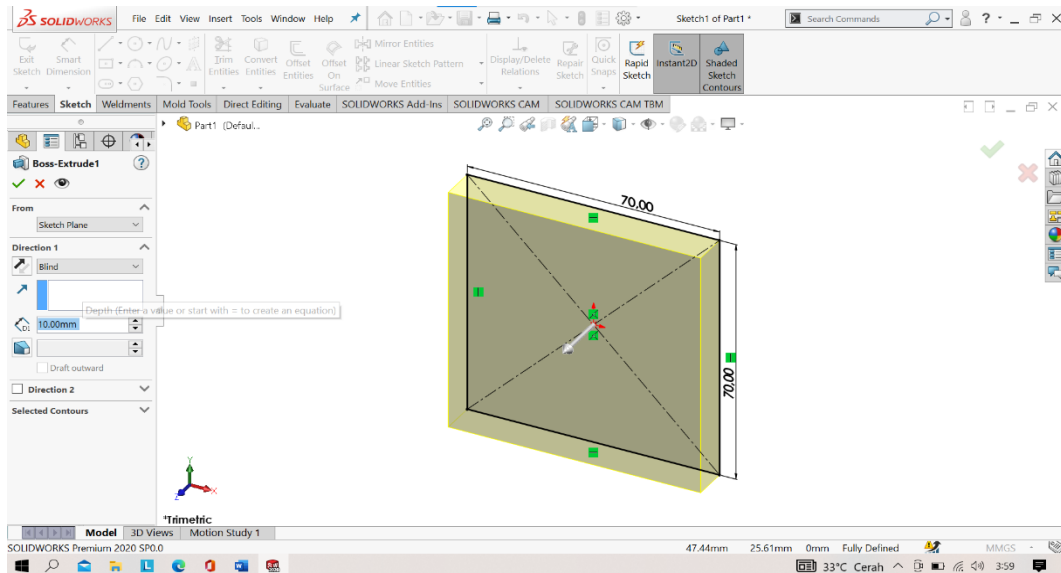 SOLIDWORKS File Edit View Insert Tools Window Help Sketch1 of Part1 * Search Commands ?
Exit Sketch
Smart Dimension
Trim Entities
Convert Entities
Offset Entities
Offset On Surface
Mirror Entities
Linear Sketch Pattern
Move Entities
Display/Delete Relations
Repair Sketch
Quick Snaps
Rapid Sketch
Instant2D
Shaded Sketch Contours
Features Sketch Weldments Mold Tools Direct Editing Evaluate SOLIDWORKS Add-Ins SOLIDWORKS CAM SOLIDWORKS CAM TBM
Part1 (Defaul...
Boss-Extrude1 ?
From
Sketch Plane
Direction 1
Blind
Depth (Enter a value or start with = to create an equation)
D1 10.00mm
Draft outward
Direction 2
Selected Contours
70.00
70.00
Y
X
Z
*Trimetric
Model 3D Views Motion Study 1
SOLIDWORKS Premium 2020 SP0.0 47.44mm 25.61mm 0mm Fully Defined MMGS -
33°C Cerah 3:59